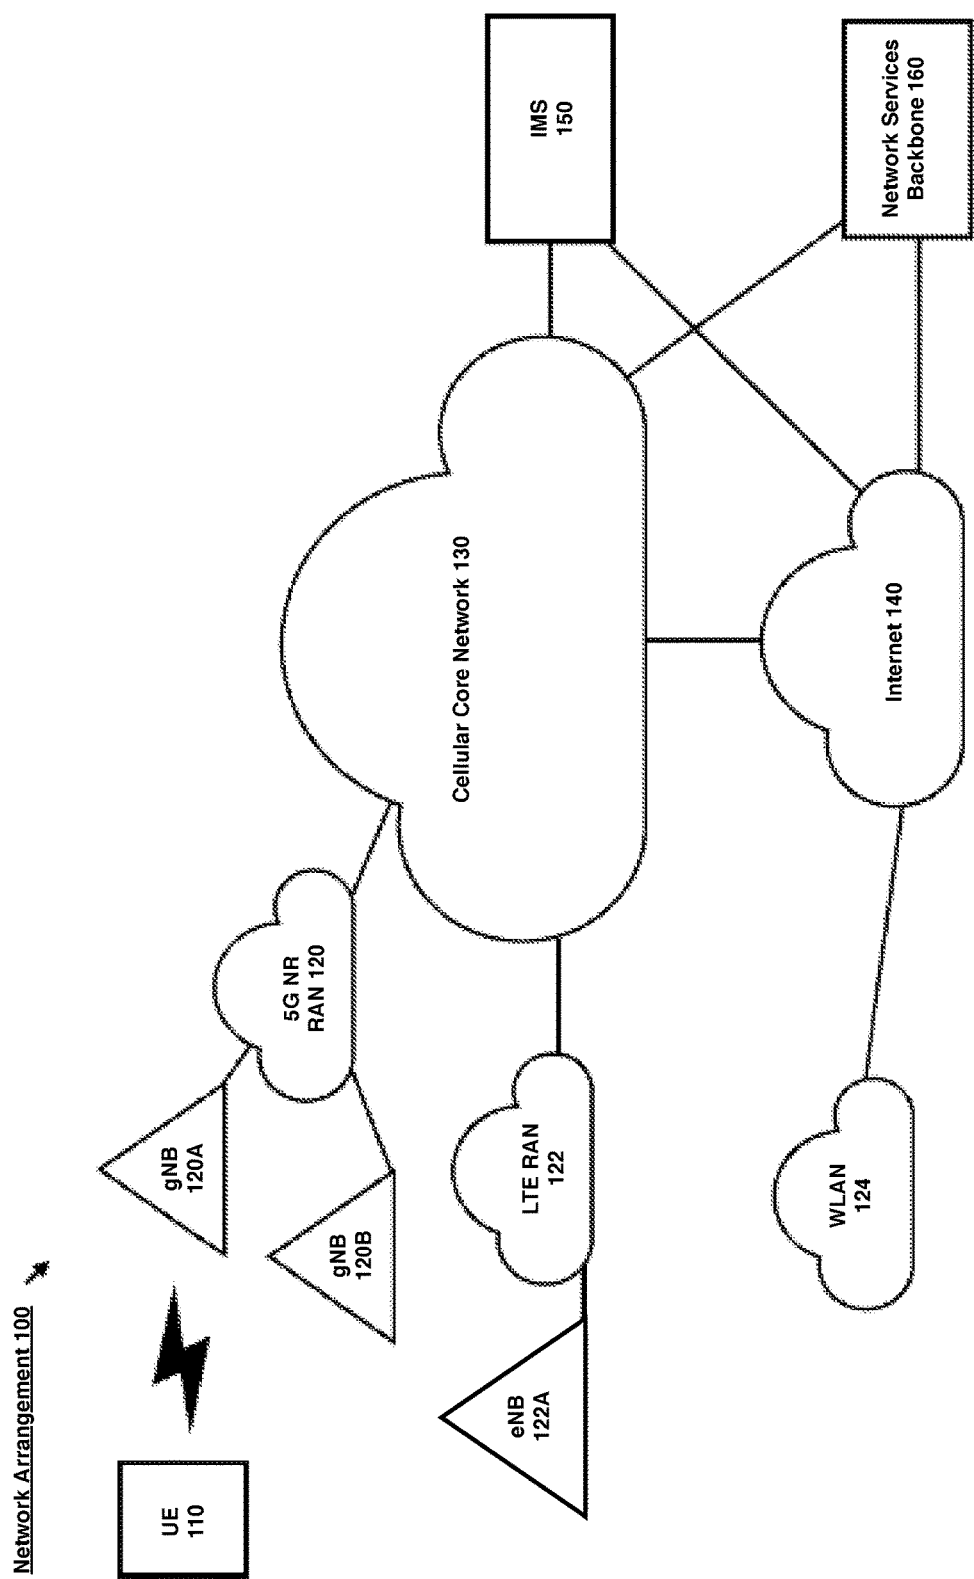 Network Arrangement 100
UE
110
gNB
120A
gNB
120B
5G NR
RAN 120
eNB
122A
LTE RAN
122
WLAN
124
Cellular Core Network 130
Internet 140
IMS
150
Network Services
Backbone 160